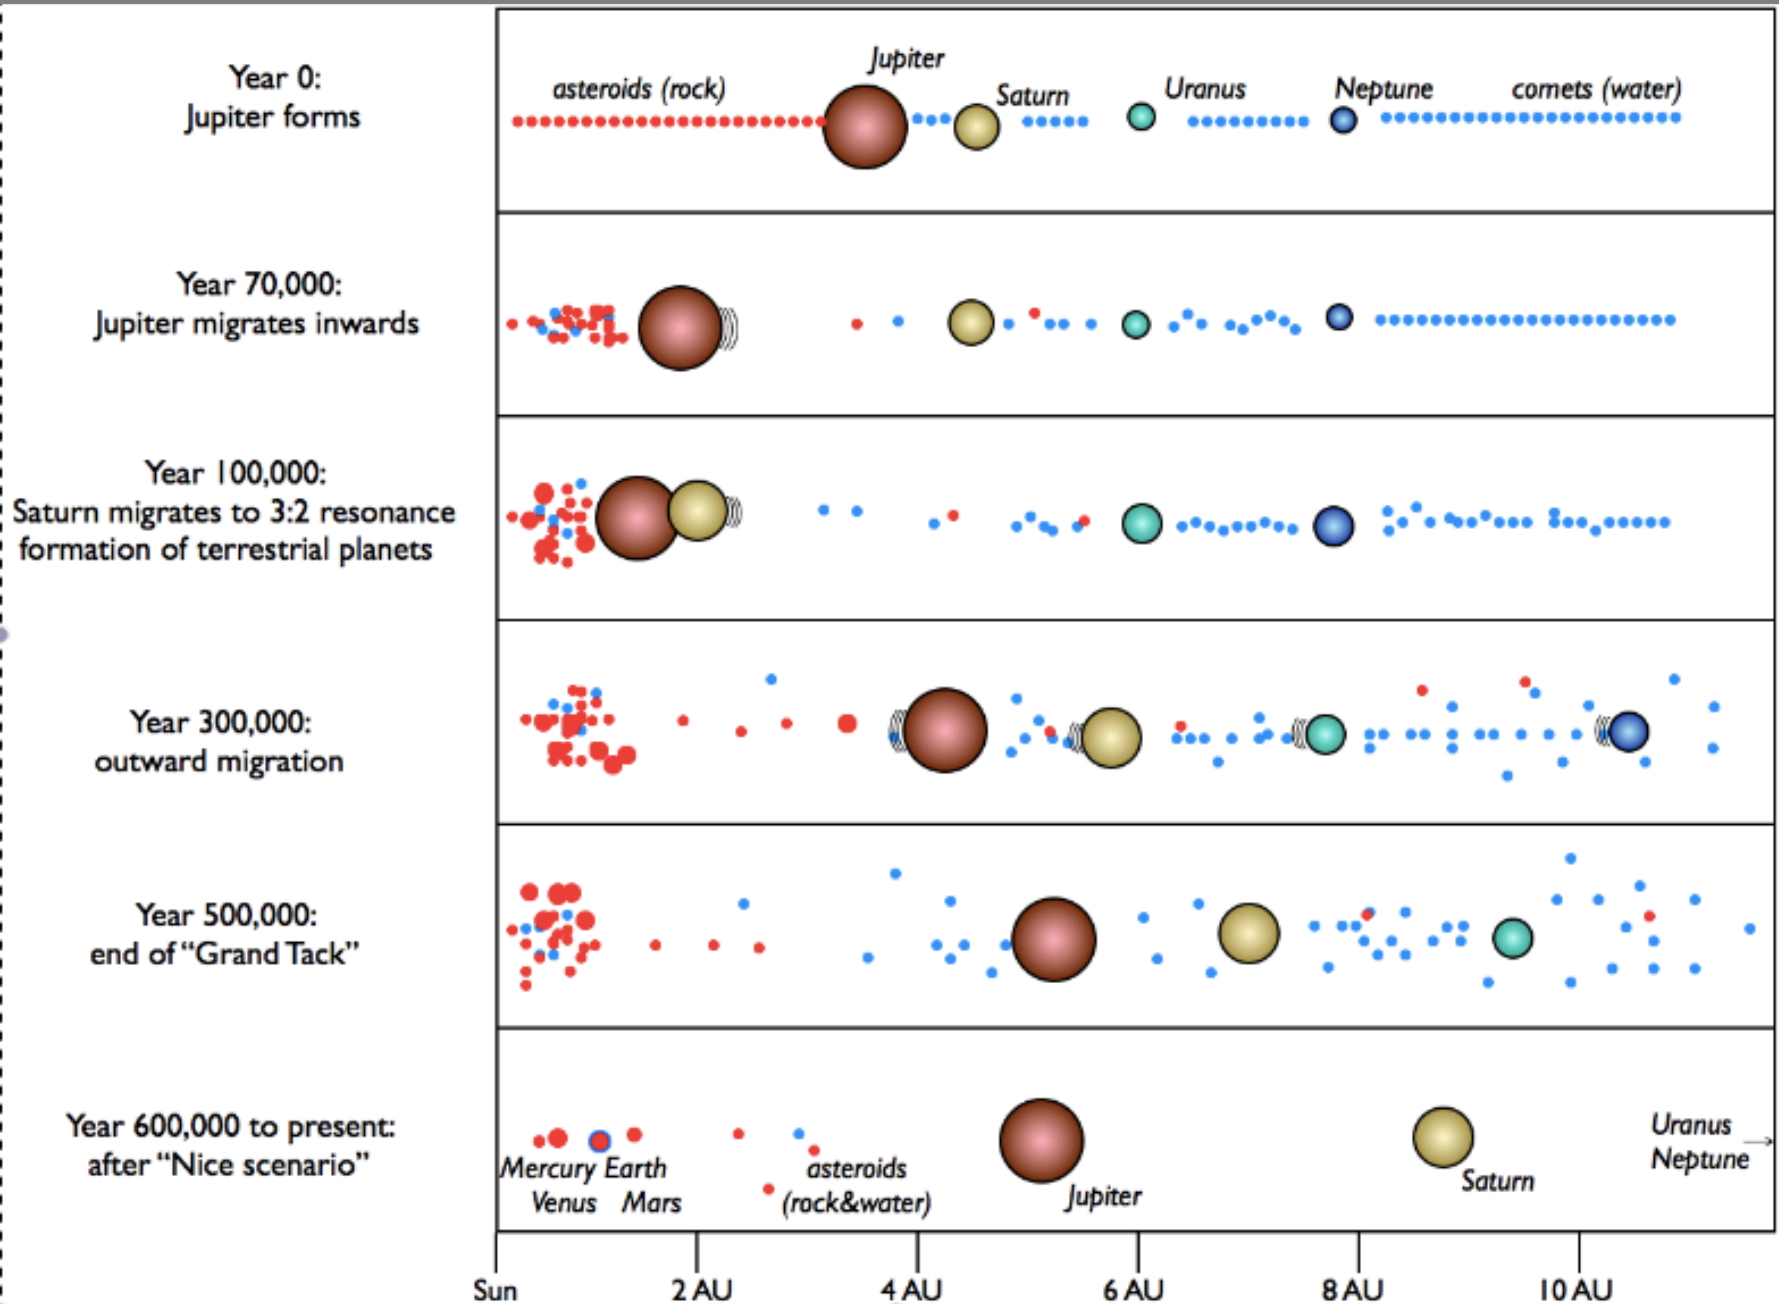 Year 0:
Jupiter forms
asteroids (rock)
Jupiter
Saturn
Uranus
Neptune
comets (water)
Year 70,000:
Jupiter migrates inwards
Year 100,000:
Saturn migrates to 3:2 resonance
formation of terrestrial planets
Year 300,000:
outward migration
Year 500,000:
end of “Grand Tack”
Year 600,000 to present:
after “Nice scenario”
Mercury Earth
Venus Mars
asteroids
(rock&water)
Jupiter
Saturn
Uranus
Neptune
Sun 2 AU 4 AU 6 AU 8 AU 10 AU